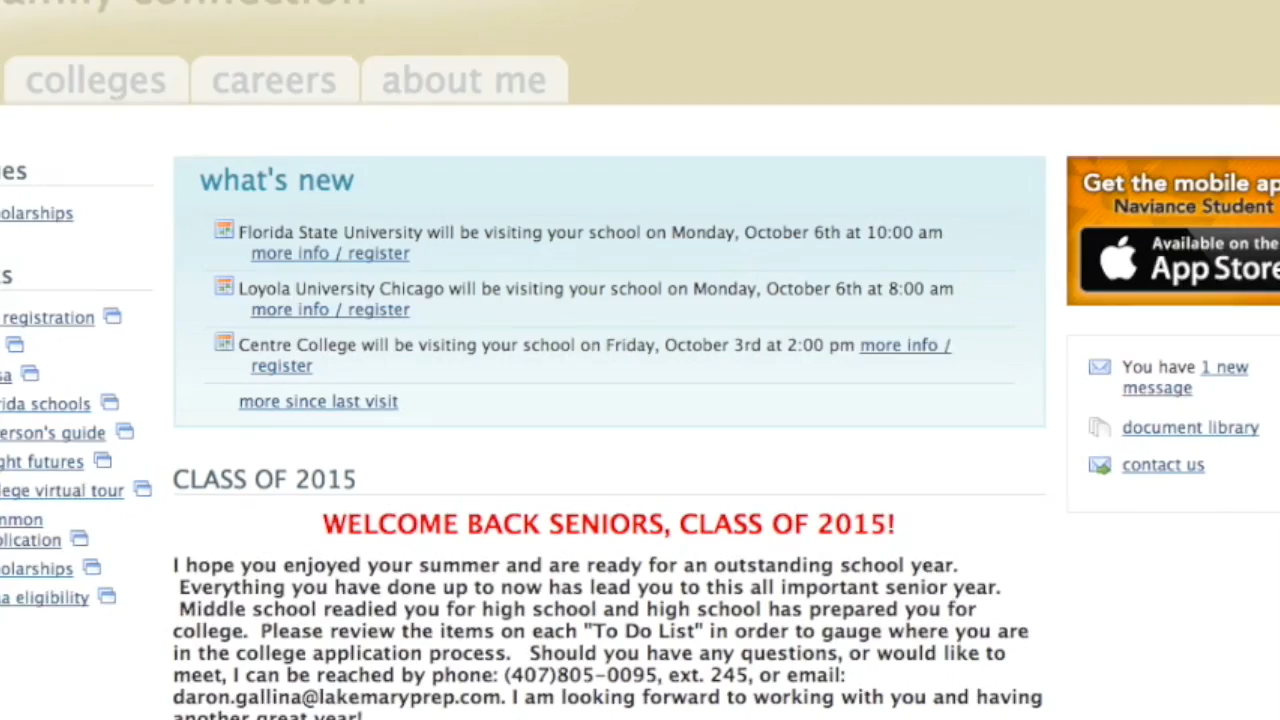 family connection
colleges
careers
about me
what's new
Florida State University will be visiting your school on Monday, October 6th at 10:00 am
more info / register
Loyola University Chicago will be visiting your school on Monday, October 6th at 8:00 am
more info / register
Centre College will be visiting your school on Friday, October 3rd at 2:00 pm more info /
register
more since last visit
CLASS OF 2015
WELCOME BACK SENIORS, CLASS OF 2015!
I hope you enjoyed your summer and are ready for an outstanding school year.
Everything you have done up to now has lead you to this all important senior year.
Middle school readied you for high school and high school has prepared you for
college. Please review the items on each "To Do List" in order to gauge where you are
in the college application process. Should you have any questions, or would like to
meet, I can be reached by phone: (407)805-0095, ext. 245, or email:
daron.gallina@lakemaryprep.com. I am looking forward to working with you and having
another great year!
olarships
registration
rida schools
erson's guide
ght futures
lege virtual tour
mmon
plication
olarships
a eligibility
Get the mobile ap
Naviance Student
Available on the
App Store
You have 1 new
message
document library
contact us